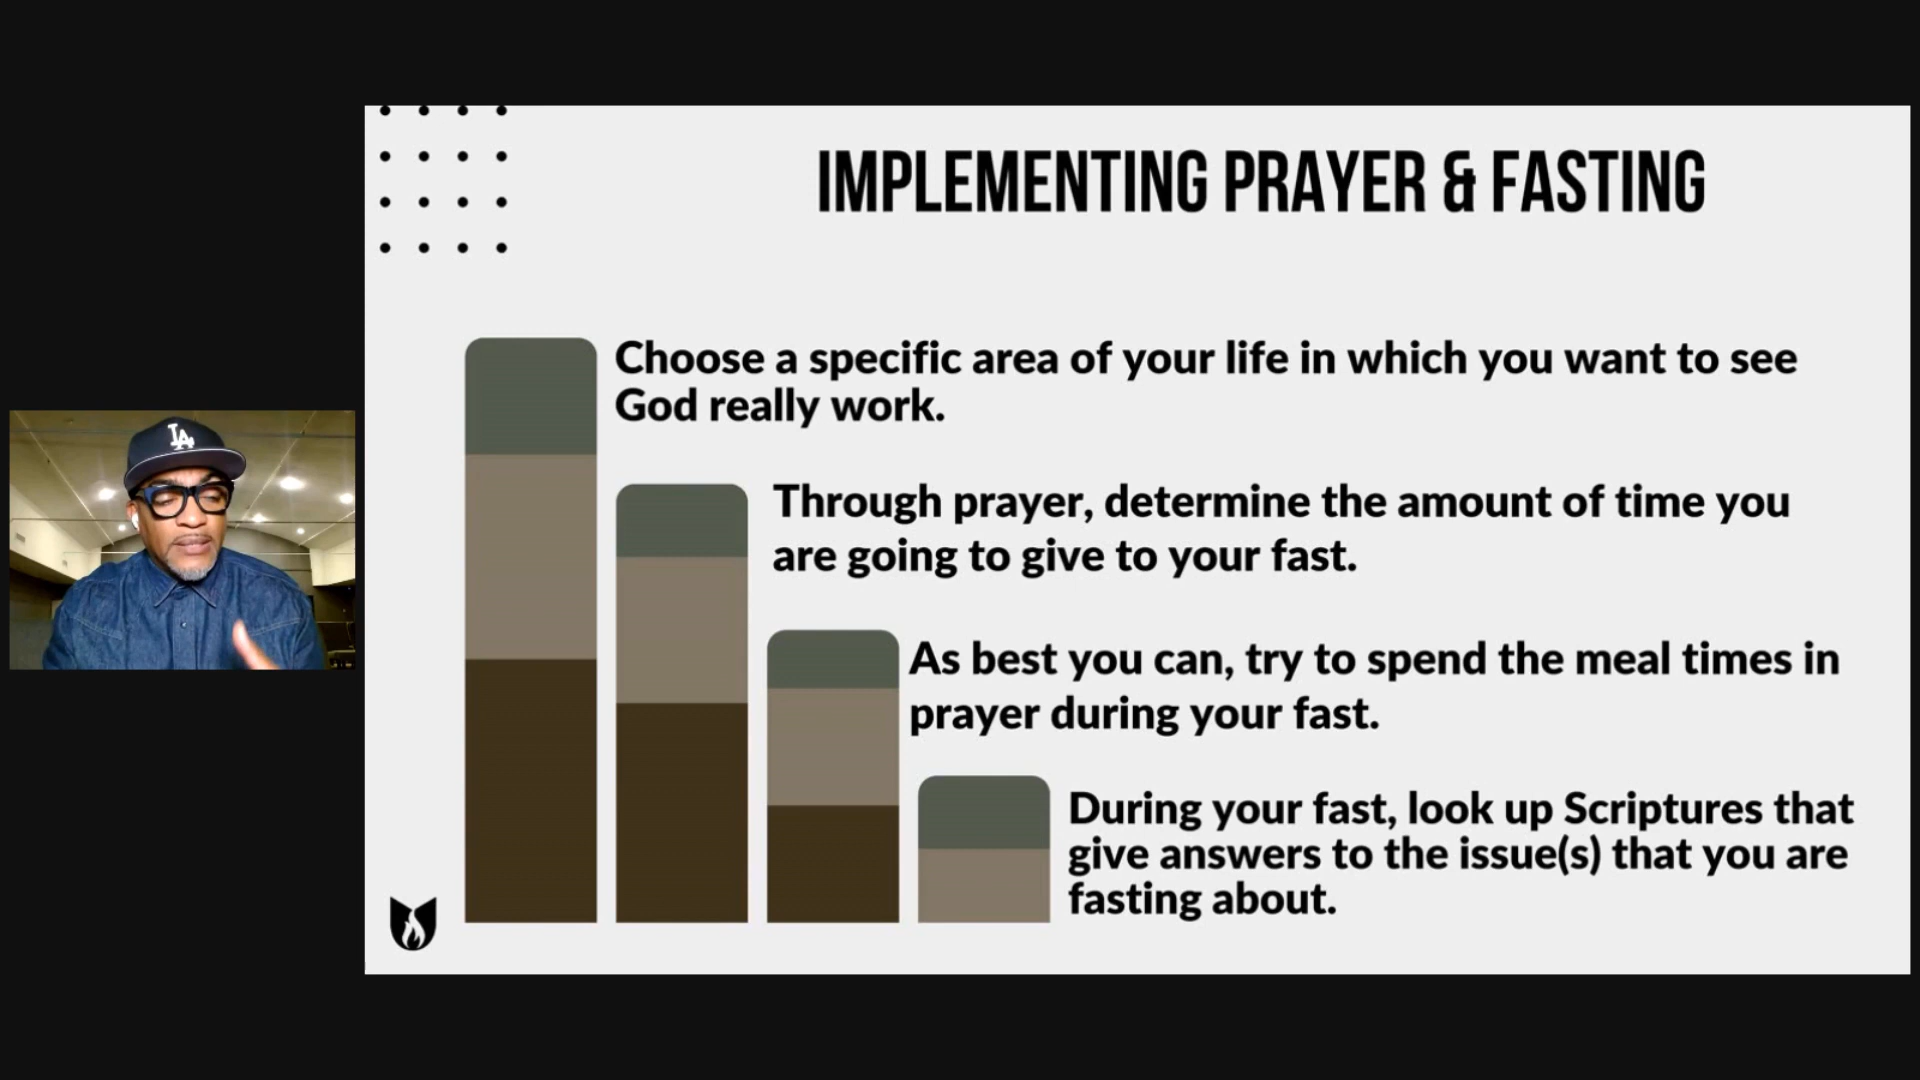 IMPLEMENTING PRAYER & FASTING
Choose a specific area of your life in which you want to see
God really work.
Through prayer, determine the amount of time you
are going to give to your fast.
As best you can, try to spend the meal times in
prayer during your fast.
During your fast, look up Scriptures that
give answers to the issue(s) that you are
fasting about.
LA